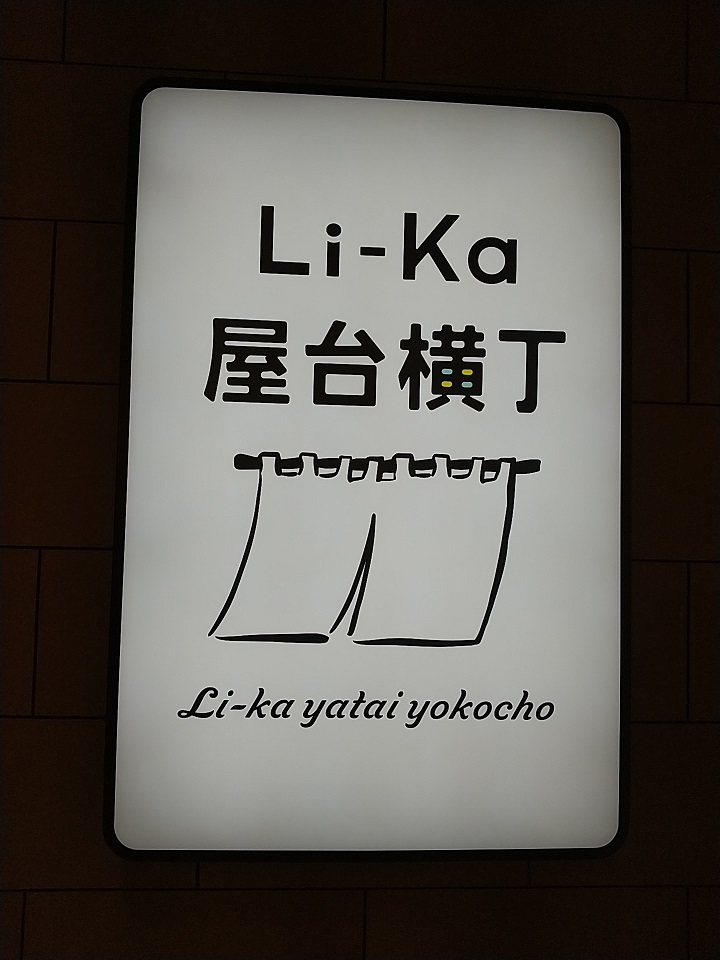 Li-Ka
屋台横丁
Li-ka yatai yokocho